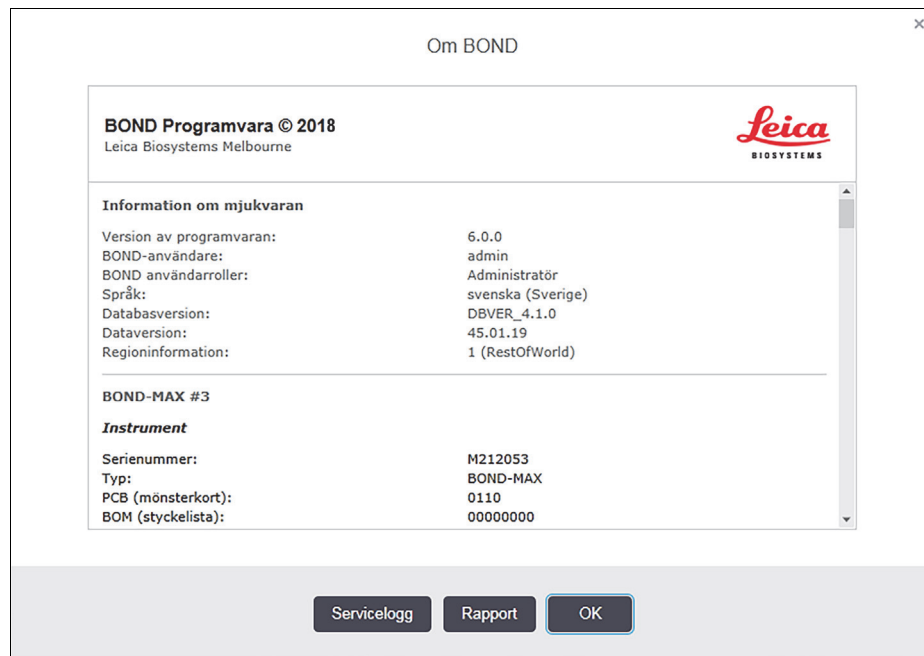 Om BOND
BOND Programvara © 2018
Leica Biosystems Melbourne
Leica
BIOSYSTEMS
Information om mjukvaran
Version av programvaran: 6.0.0
BOND-användare: admin
BOND användarroller: Administratör
Språk: svenska (Sverige)
Databasversion: DBVER_4.1.0
Dataversion: 45.01.19
Regioninformation: 1 (RestOfWorld)
BOND-MAX #3
Instrument
Serienummer: M212053
Typ: BOND-MAX
PCB (mönsterkort): 0110
BOM (styckelista): 00000000
Servicelogg Rapport OK